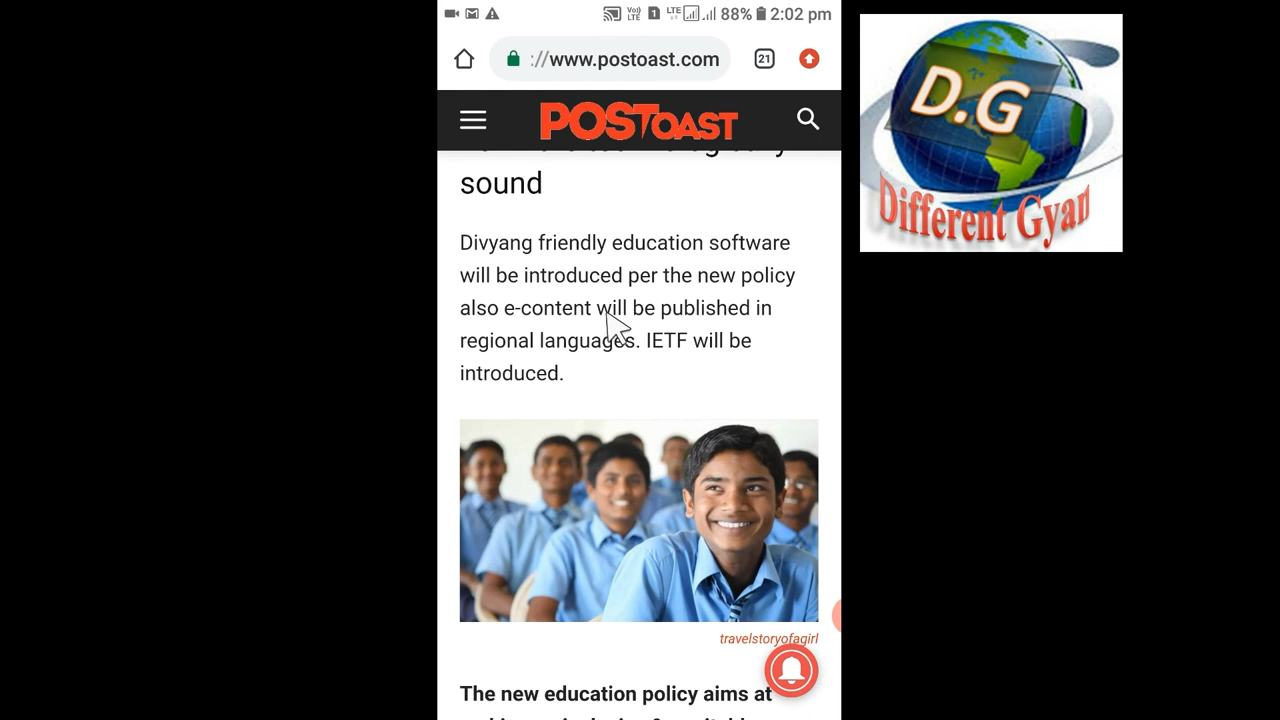 88% 2:02 pm
://www.postoast.com
21
POSTOAST
sound
Divyang friendly education software
will be introduced per the new policy
also e-content will be published in
regional languages. IETF will be
introduced.
travelstoryofagirl
The new education policy aims at
D.G
Different Gyan